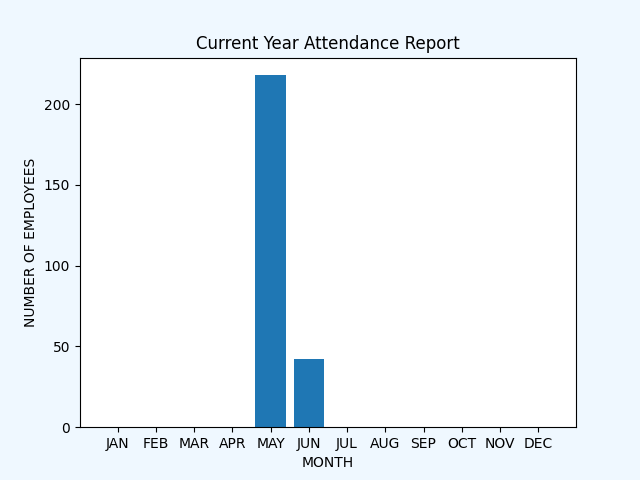 Current Year Attendance Report
NUMBER OF EMPLOYEES
200
150
100
50
0
JAN FEB MAR APR MAY JUN JUL AUG SEP OCT NOV DEC
MONTH